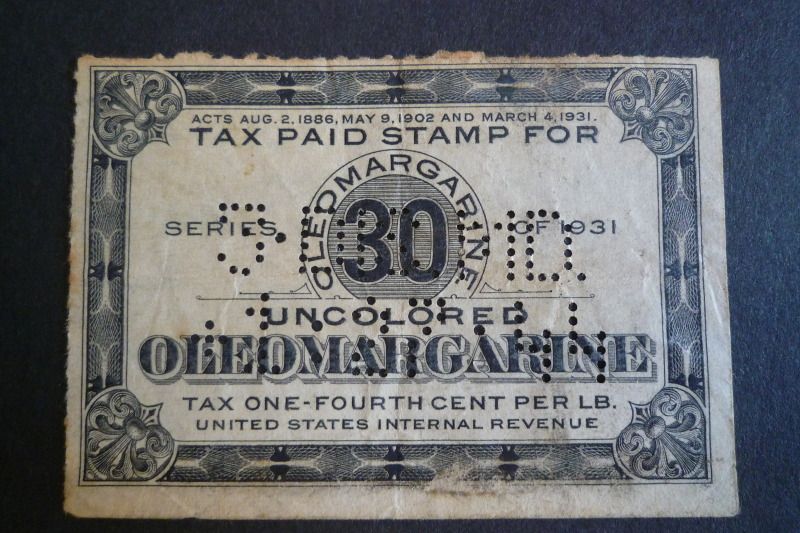 ACTS AUG. 2, 1886, MAY 9, 1902 AND MARCH 4, 1931.
TAX PAID STAMP FOR
OLEOMARGARINE
SERIES 30 OF 1931
UNCOLORED
OLEOMARGARINE
TAX ONE-FOURTH CENT PER LB.
UNITED STATES INTERNAL REVENUE